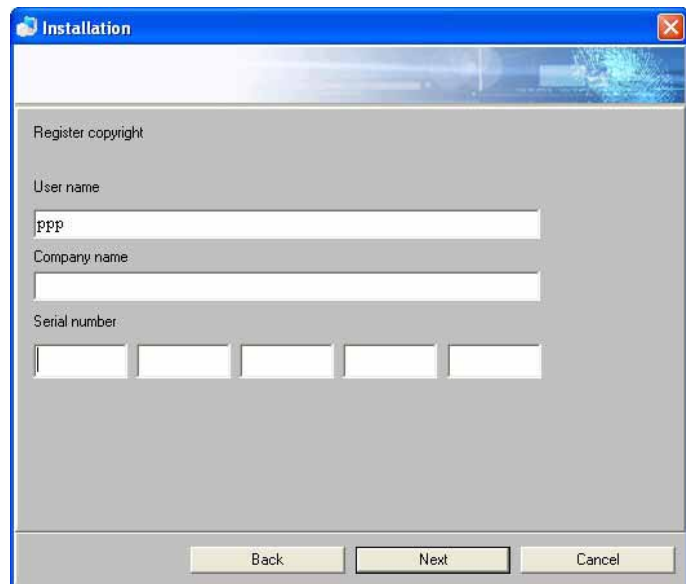 Installation
Register copyright
User name
ppp
Company name
Serial number
Back Next Cancel